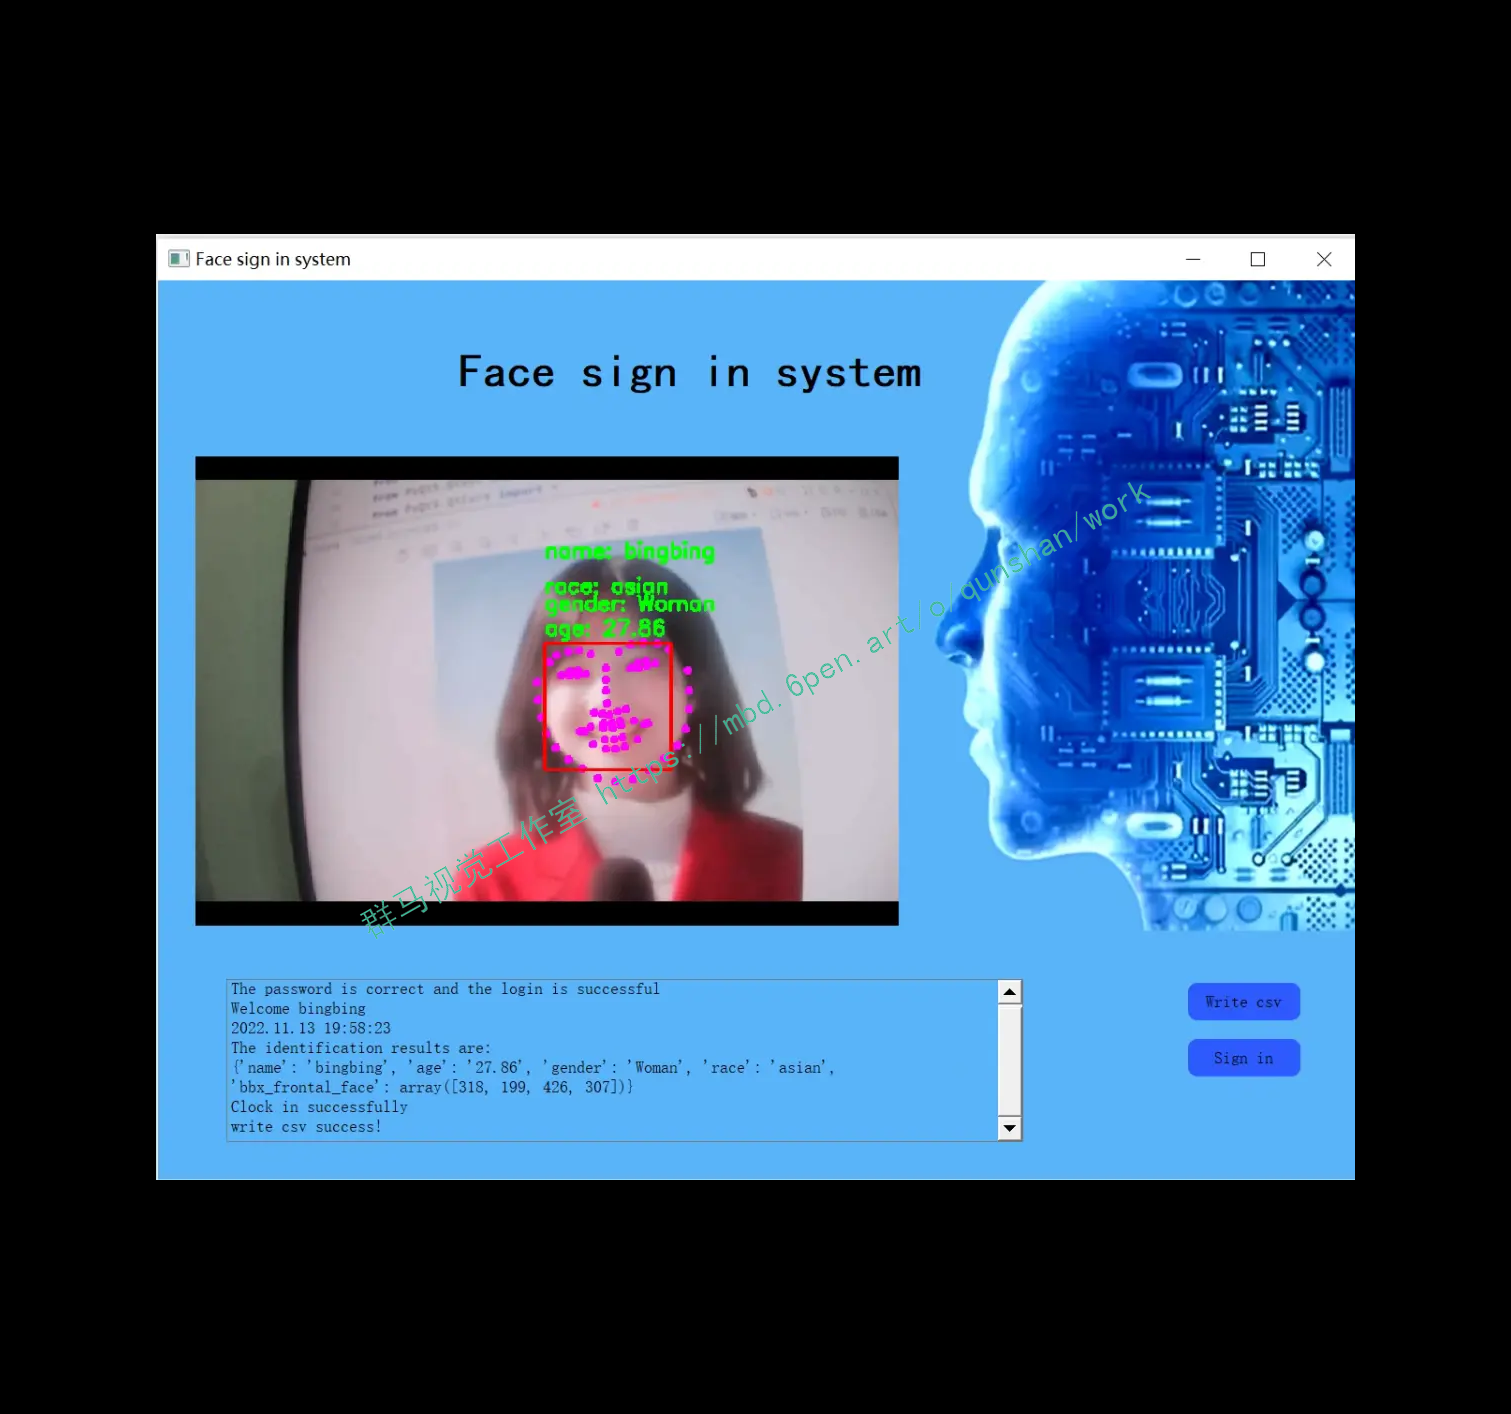 Face sign in system
Face sign in system
import
name: bingbing
race: asian
gender: Woman
age: 27.86
群马视觉工作室 https://mbd.6pen.art/o/qunshan/work
The password is correct and the login is successful
Welcome bingbing
2022.11.13 19:58:23
The identification results are:
{'name': 'bingbing', 'age': '27.86', 'gender': 'Woman', 'race': 'asian',
'bbx_frontal_face': array([318, 199, 426, 307])}
Clock in successfully
write csv success!
Write csv
Sign in